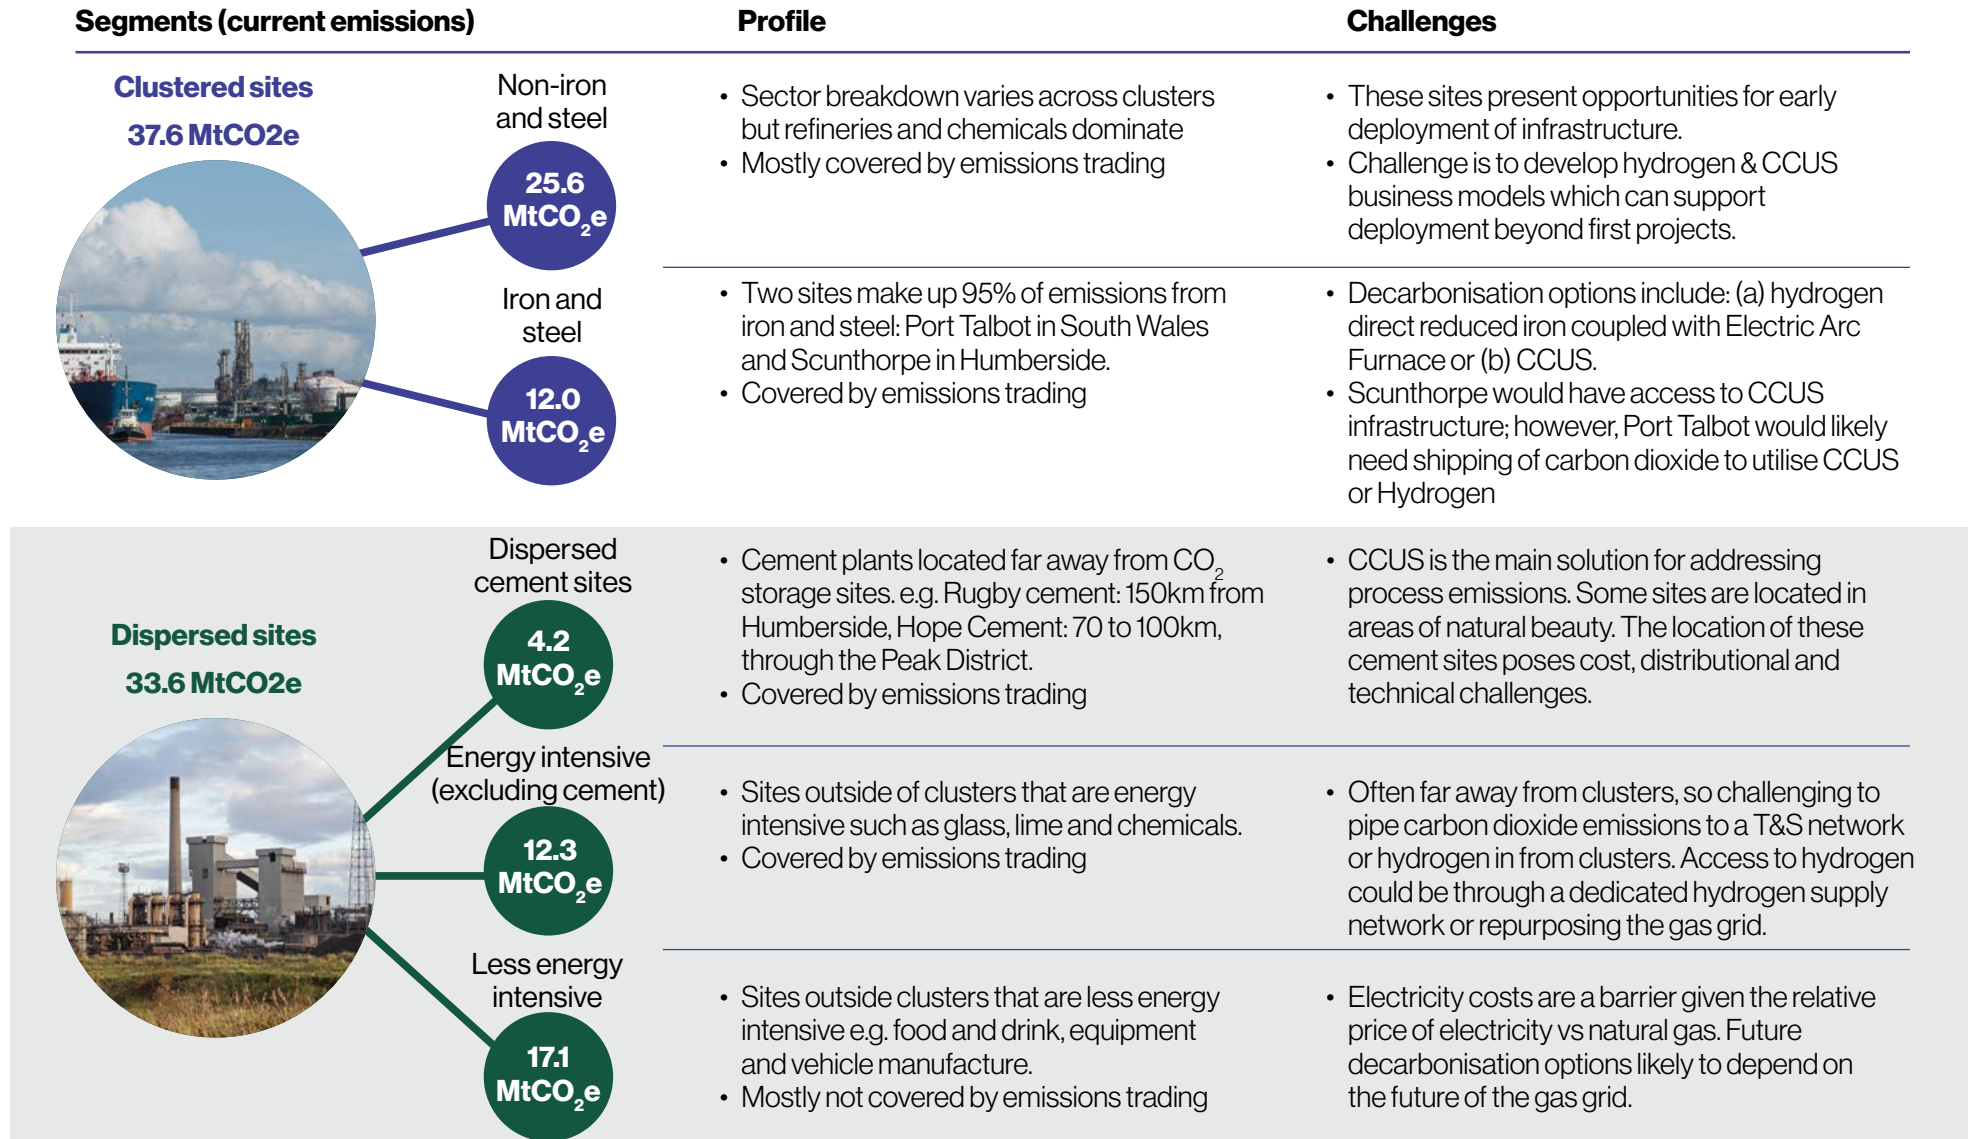 Segments (current emissions)
Profile
Challenges
Clustered sites
37.6 MtCO2e
Non-iron
and steel
25.6
MtCO₂e
• Sector breakdown varies across clusters
but refineries and chemicals dominate
• Mostly covered by emissions trading
• These sites present opportunities for early
deployment of infrastructure.
• Challenge is to develop hydrogen & CCUS
business models which can support
deployment beyond first projects.
Iron and
steel
12.0
MtCO₂e
• Two sites make up 95% of emissions from
iron and steel: Port Talbot in South Wales
and Scunthorpe in Humberside.
• Covered by emissions trading
• Decarbonisation options include: (a) hydrogen
direct reduced iron coupled with Electric Arc
Furnace or (b) CCUS.
• Scunthorpe would have access to CCUS
infrastructure; however, Port Talbot would likely
need shipping of carbon dioxide to utilise CCUS
or Hydrogen
Dispersed sites
33.6 MtCO2e
Dispersed
cement sites
4.2
MtCO₂e
• Cement plants located far away from CO₂
storage sites. e.g. Rugby cement: 150km from
Humberside, Hope Cement: 70 to 100km,
through the Peak District.
• Covered by emissions trading
• CCUS is the main solution for addressing
process emissions. Some sites are located in
areas of natural beauty. The location of these
cement sites poses cost, distributional and
technical challenges.
Energy intensive
(excluding cement)
12.3
MtCO₂e
• Sites outside of clusters that are energy
intensive such as glass, lime and chemicals.
• Covered by emissions trading
• Often far away from clusters, so challenging to
pipe carbon dioxide emissions to a T&S network
or hydrogen in from clusters. Access to hydrogen
could be through a dedicated hydrogen supply
network or repurposing the gas grid.
Less energy
intensive
17.1
MtCO₂e
• Sites outside clusters that are less energy
intensive e.g. food and drink, equipment
and vehicle manufacture.
• Mostly not covered by emissions trading
• Electricity costs are a barrier given the relative
price of electricity vs natural gas. Future
decarbonisation options likely to depend on
the future of the gas grid.